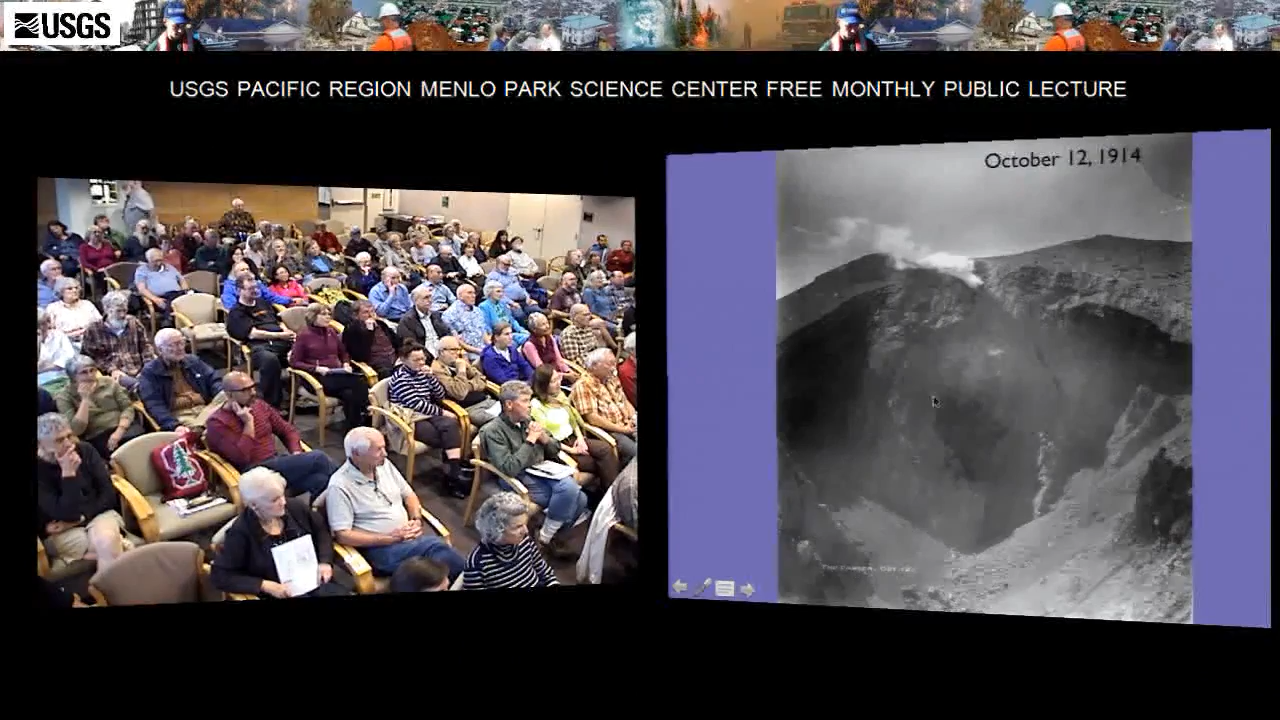 USGS
USGS PACIFIC REGION MENLO PARK SCIENCE CENTER FREE MONTHLY PUBLIC LECTURE
October 12, 1914